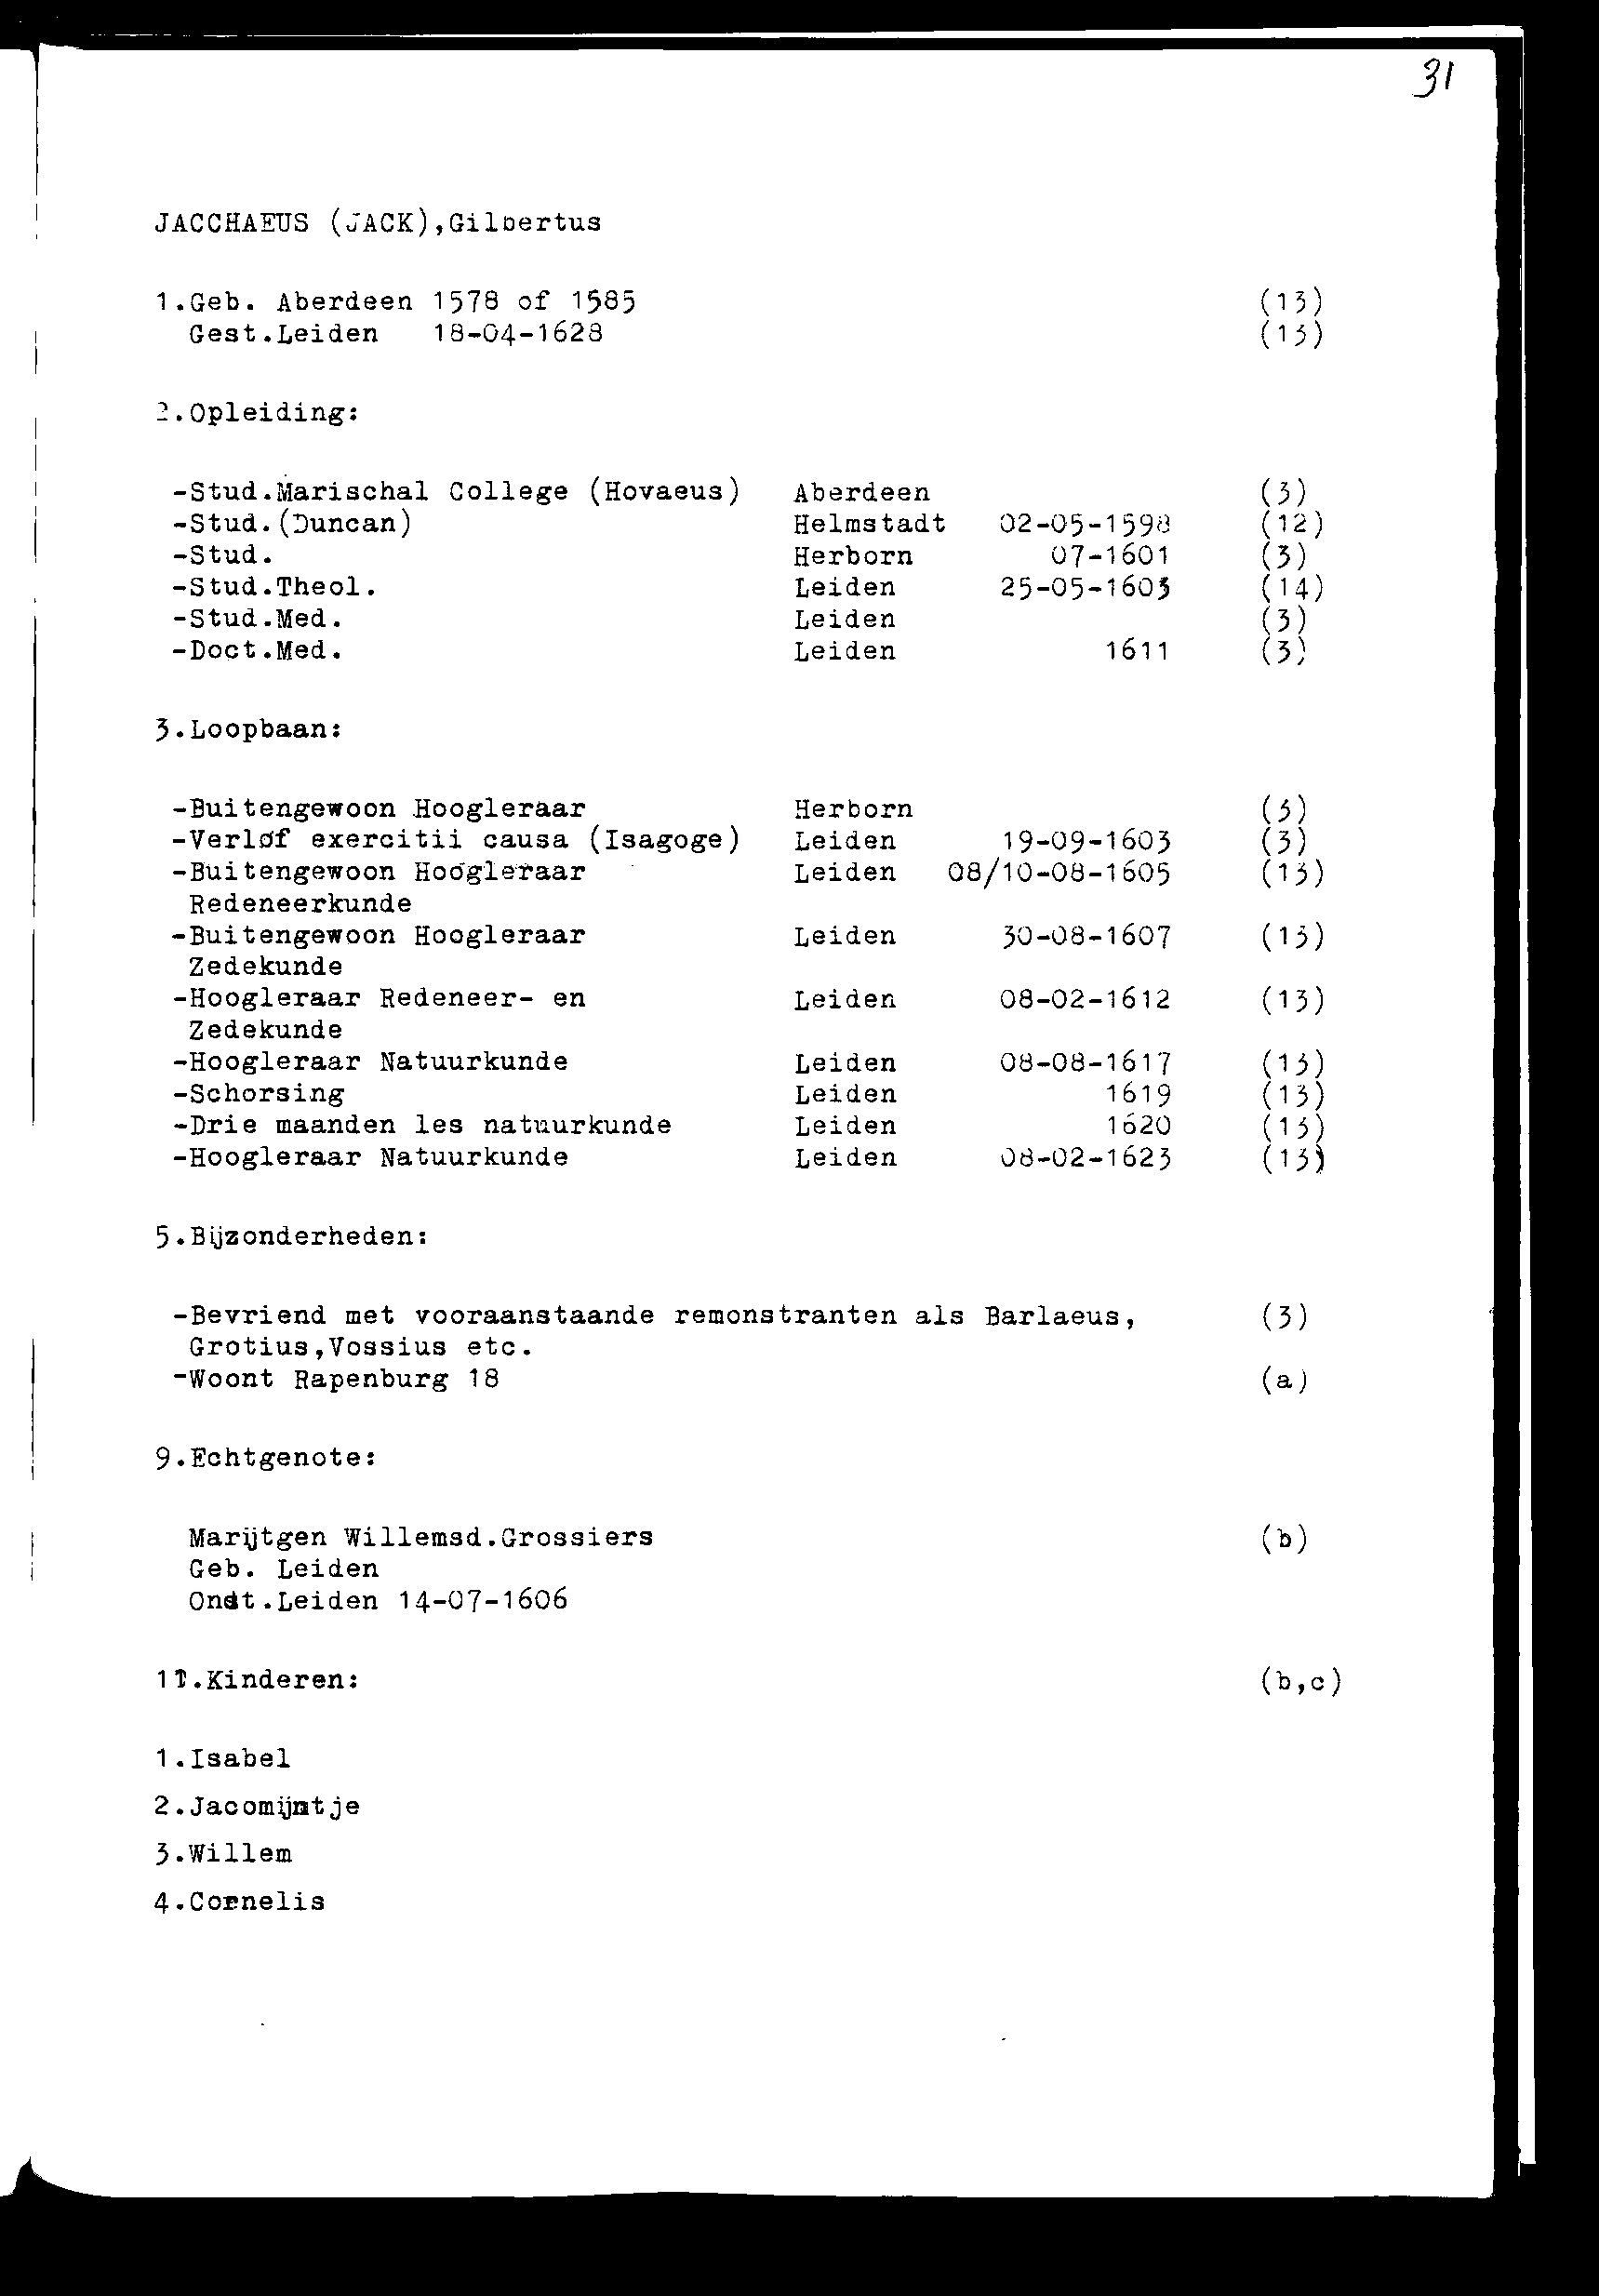 31
JACCHAEUS (JACK),Gilbertus
1.Geb. Aberdeen 1578 of 1585 (13)
Gest.Leiden 18-04-1628 (13)
2.Opleiding:
-Stud.Marischal College (Hovaeus) Aberdeen (3)
-Stud.(Duncan) Helmstadt 02-05-1598 (12)
-Stud. Herborn 07-1601 (3)
-Stud.Theol. Leiden 25-05-1603 (14)
-Stud.Med. Leiden (3)
-Doct.Med. Leiden 1611 (3)
3.Loopbaan:
-Buitengewoon Hoogleraar Herborn (3)
-Verlof exercitii causa (Isagoge) Leiden 19-09-1603 (3)
-Buitengewoon Hoogleraar Leiden 08/10-08-1605 (13)
Redeneerkunde
-Buitengewoon Hoogleraar Leiden 30-08-1607 (13)
Zedekunde
-Hoogleraar Redeneer- en Leiden 08-02-1612 (13)
Zedekunde
-Hoogleraar Natuurkunde Leiden 08-08-1617 (13)
-Schorsing Leiden 1619 (13)
-Drie maanden les natuurkunde Leiden 1620 (13)
-Hoogleraar Natuurkunde Leiden 08-02-1623 (13)
5.Bijzonderheden:
-Bevriend met vooraanstaande remonstranten als Barlaeus, (3)
Grotius,Vossius etc.
-Woont Rapenburg 18 (a)
9.Echtgenote:
Marijtgen Willemsd.Grossiers (b)
Geb. Leiden
Ondt.Leiden 14-07-1606
11.Kinderen: (b,c)
1.Isabel
2.Jacomijntje
3.Willem
4.Cornelis